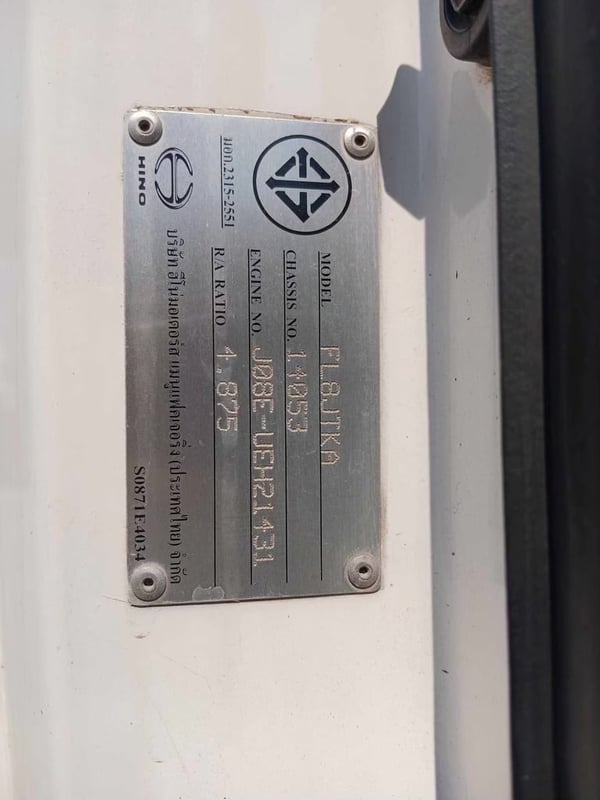 มอก.2315-2551
MODEL FL8JTKA
CHASSIS NO. 14053
ENGINE NO. J08E-UEH21431
R/A RATIO 4.875
HINO
บริษัท ฮีโน่มอเตอร์ส แมนูแฟคเจอริ่ง (ประเทศไทย) จำกัด
S0871E4034